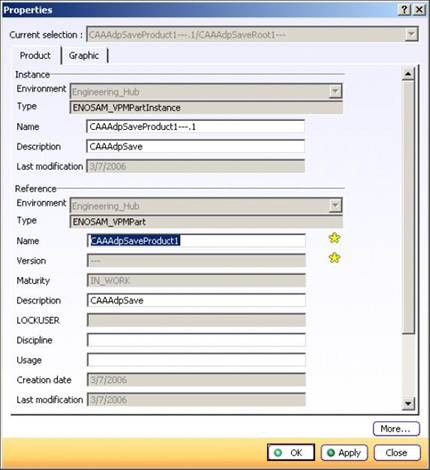 Properties
Current selection : CAAAdpSaveProduct1---.1/CAAAdpSaveRoot1---
Product Graphic
Instance
Environment Engineering_Hub
Type ENOSAM_VPMPartInstance
Name CAAAdpSaveProduct1---.1
Description CAAAdpSave
Last modification 3/7/2006
Reference
Environment Engineering_Hub
Type ENOSAM_VPMPart
Name CAAAdpSaveProduct1
Version ---
Maturity IN_WORK
Description CAAAdpSave
LOCKUSER
Discipline
Usage
Creation date 3/7/2006
Last modification 3/7/2006
More...
OK Apply Close